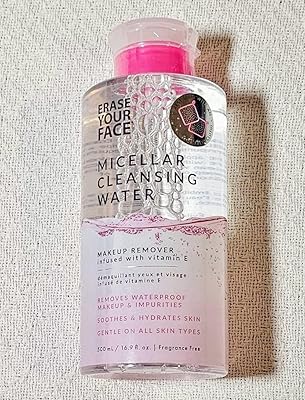 ERASE
YOUR
FACE
MICELLAR
CLEANSING
WATER
MAKEUP REMOVER
infused with vitamin E
démaquillant yeux et visage
infusé de vitamine E
REMOVES WATERPROOF
MAKEUP & IMPURITIES
SOOTHES & HYDRATES SKIN
GENTLE ON ALL SKIN TYPES
500 mL / 16.9 fl. oz. | Fragrance Free